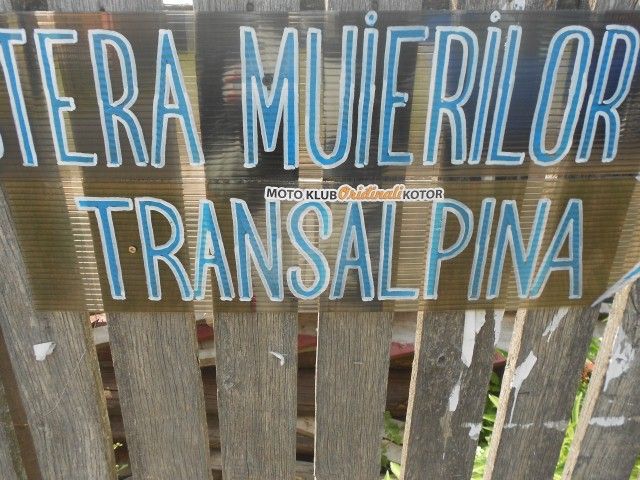 TERA MUIERILOR
MOTO KLUB Originali KOTOR
TRANSALPINA